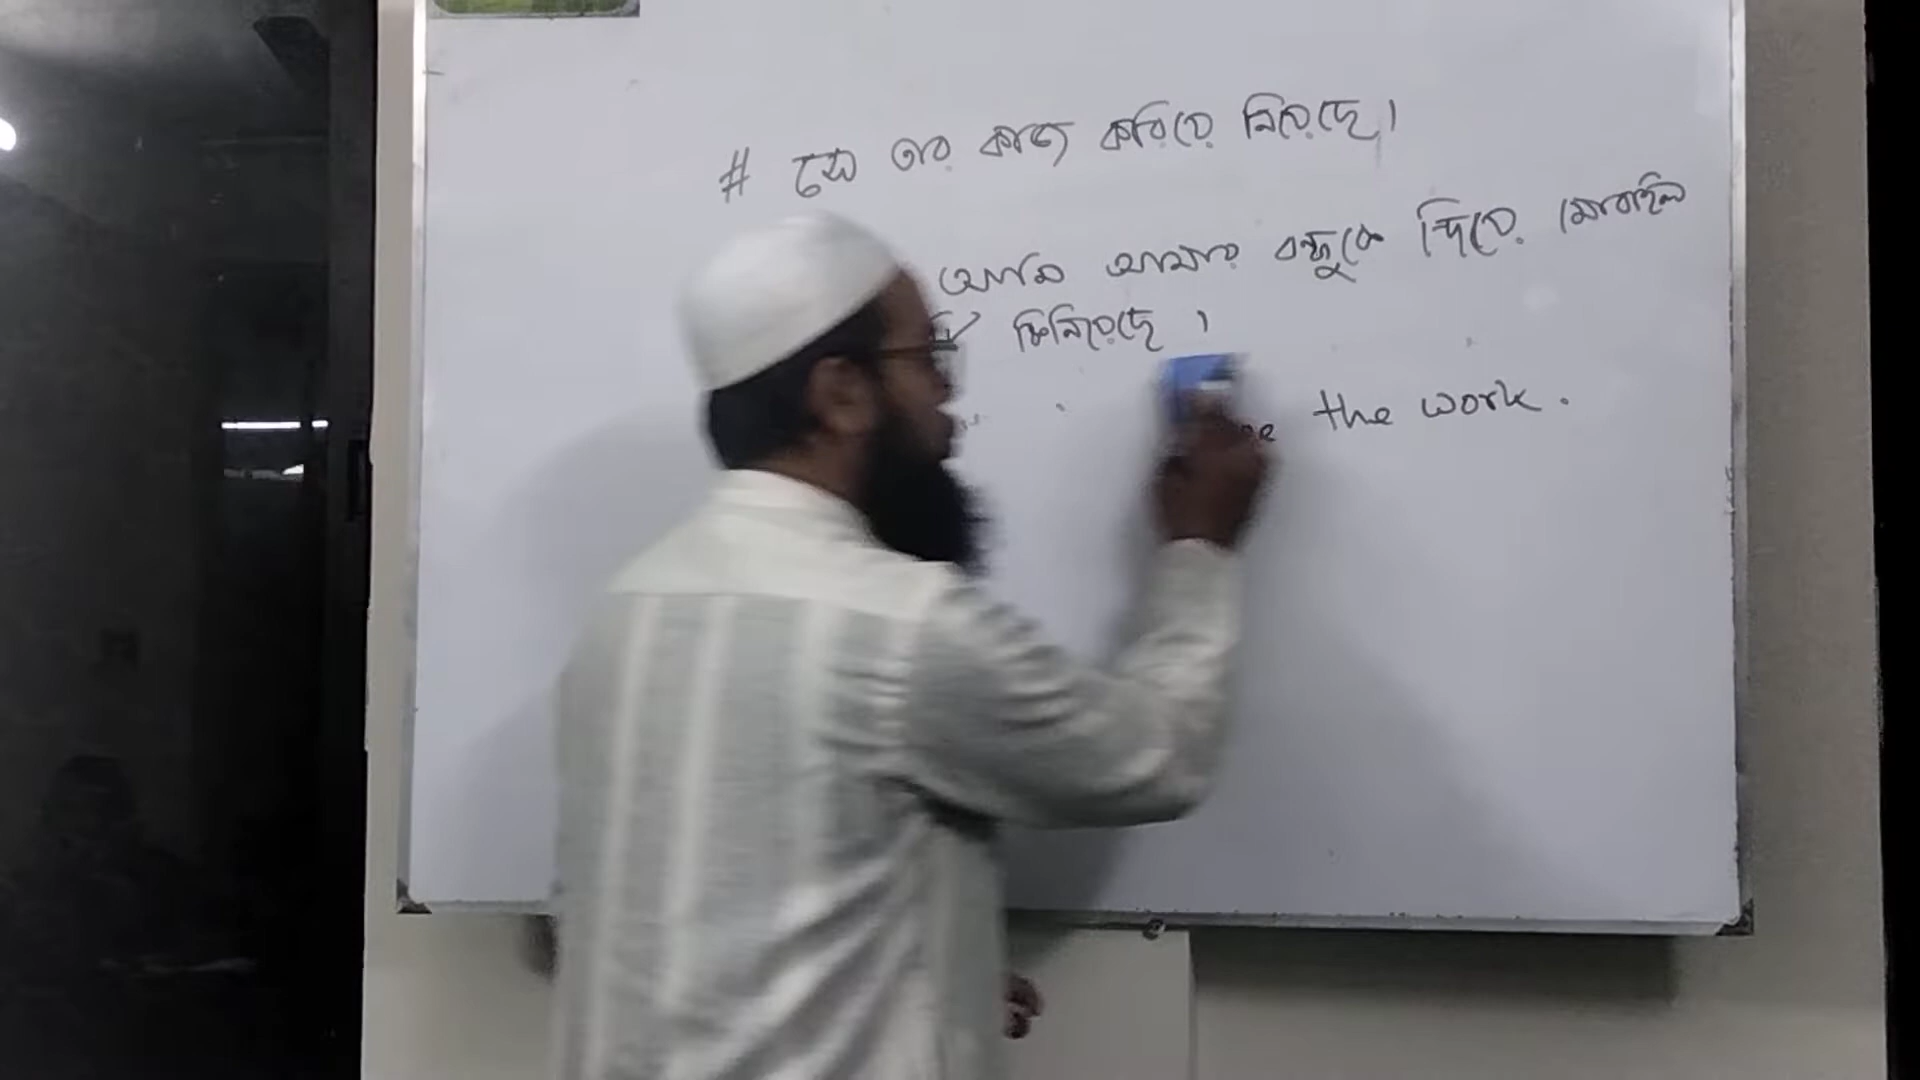 # সে তার কাজ করিয়ে নিয়েছে।
আমি আমার বন্ধুকে দিয়ে মোবাইল
কিনিয়েছে ।
the work.